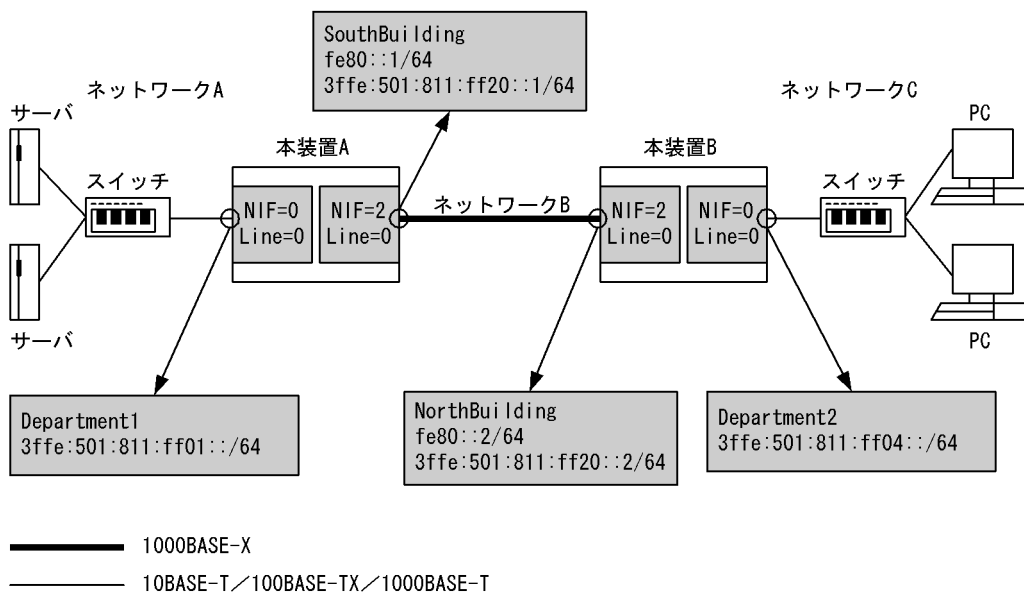 SouthBuilding
fe80::1/64
3ffe:501:811:ff20::1/64
ネットワークA
ネットワークC
サーバ
PC
本装置A
本装置B
スイッチ
スイッチ
NIF=0
Line=0
NIF=2
Line=0
ネットワークB
NIF=2
Line=0
NIF=0
Line=0
サーバ
PC
Department1
3ffe:501:811:ff01::/64
NorthBuilding
fe80::2/64
3ffe:501:811:ff20::2/64
Department2
3ffe:501:811:ff04::/64
1000BASE-X
10BASE-T／100BASE-TX／1000BASE-T